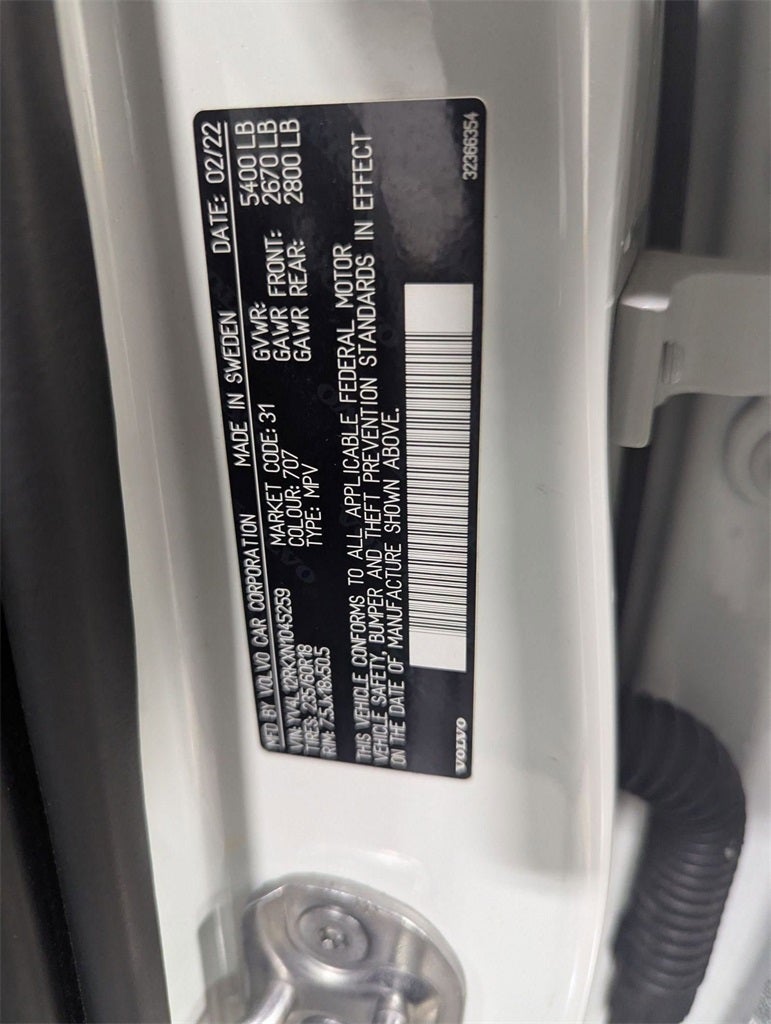 MFD BY VOLVO CAR CORPORATION MADE IN SWEDEN DATE: 02/22
VIN: YV4L12RKXN1045259 MARKET CODE: 31 GVWR: 5400 LB
TIRES: 235/60R18 COLOUR: 707 GAWR FRONT: 2670 LB
RIM: 7.5Jx18x50.5 TYPE: MPV GAWR REAR: 2800 LB
THIS VEHICLE CONFORMS TO ALL APPLICABLE FEDERAL MOTOR
VEHICLE SAFETY, BUMPER AND THEFT PREVENTION STANDARDS IN EFFECT
ON THE DATE OF MANUFACTURE SHOWN ABOVE.
VOLVO 32366354